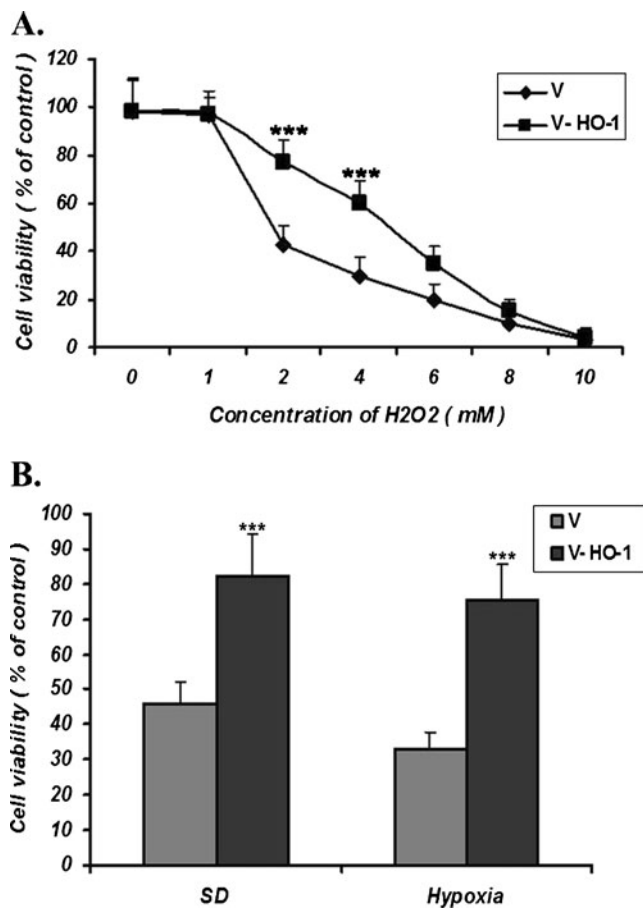 A.
Cell viability ( % of control)
120
100
80
60
40
20
0
***
***
V
V- HO-1
0 1 2 4 6 8 10
Concentration of H2O2 ( mM)
B.
Cell viability ( % of control)
100
90
80
70
60
50
40
30
20
10
0
***
***
V
V- HO-1
SD Hypoxia